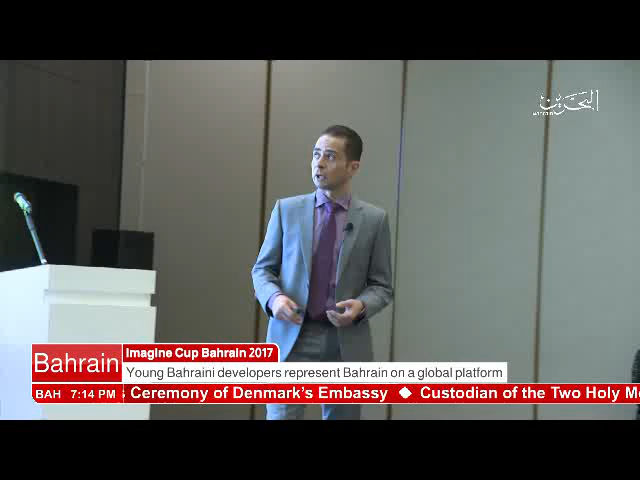 البحرين
Imagine Cup Bahrain 2017
Bahrain
Young Bahraini developers represent Bahrain on a global platform
BAH 7:14 PM Ceremony of Denmark's Embassy ◆ Custodian of the Two Holy